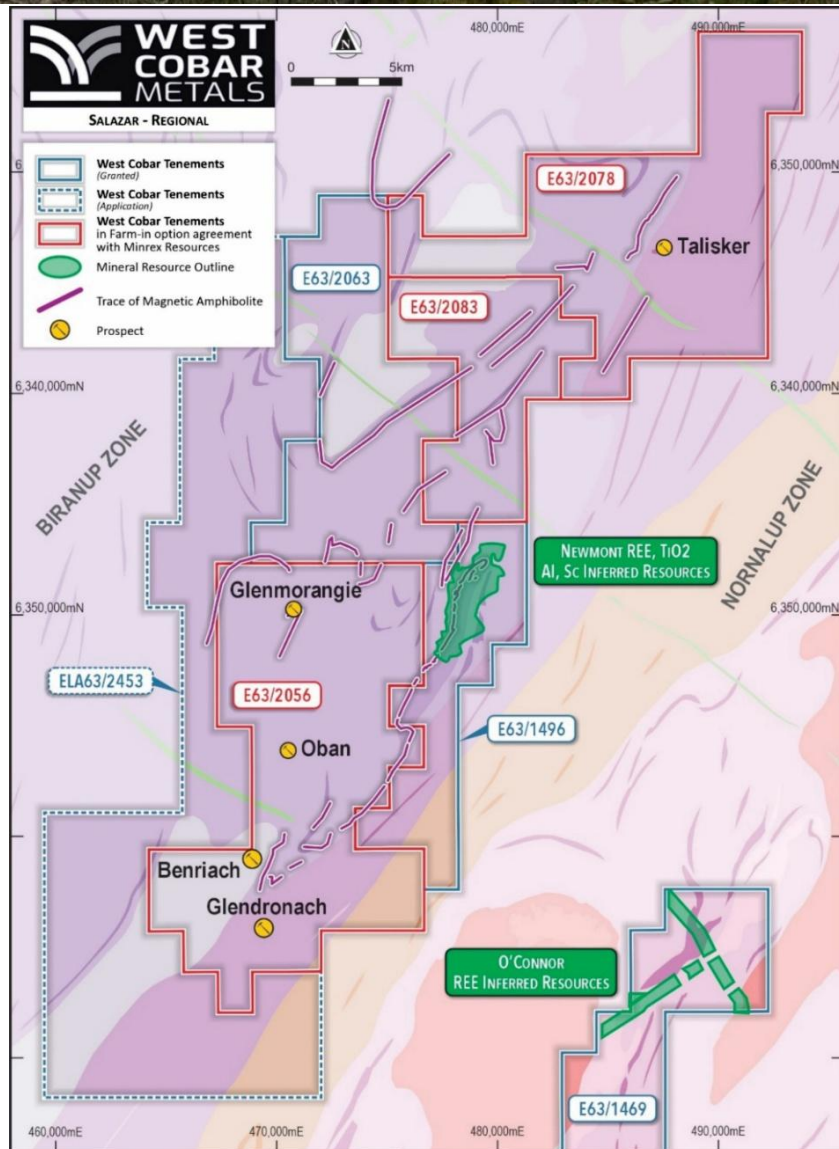 WEST
COBAR
METALS
SALAZAR - REGIONAL
N
0 5km
480,000mE 490,000mE
West Cobar Tenements
(Granted)
West Cobar Tenements
(Application)
West Cobar Tenements
in Farm-in option agreement
with Minrex Resources
Mineral Resource Outline
Trace of Magnetic Amphibolite
Prospect
E63/2078
6,350,000mN
Talisker
E63/2063
E63/2083
6,340,000mN
6,340,000mN
BIRANUP ZONE
NORNALUP ZONE
NEWMONT REE, TIO2
AL, SC INFERRED RESOURCES
Glenmorangie
6,350,000mN
6,350,000mN
ELA63/2453
E63/2056
E63/1496
Oban
Benriach
Glendronach
O'CONNOR
REE INFERRED RESOURCES
E63/1469
460,000mE 470,000mE 480,000mE 490,000mE